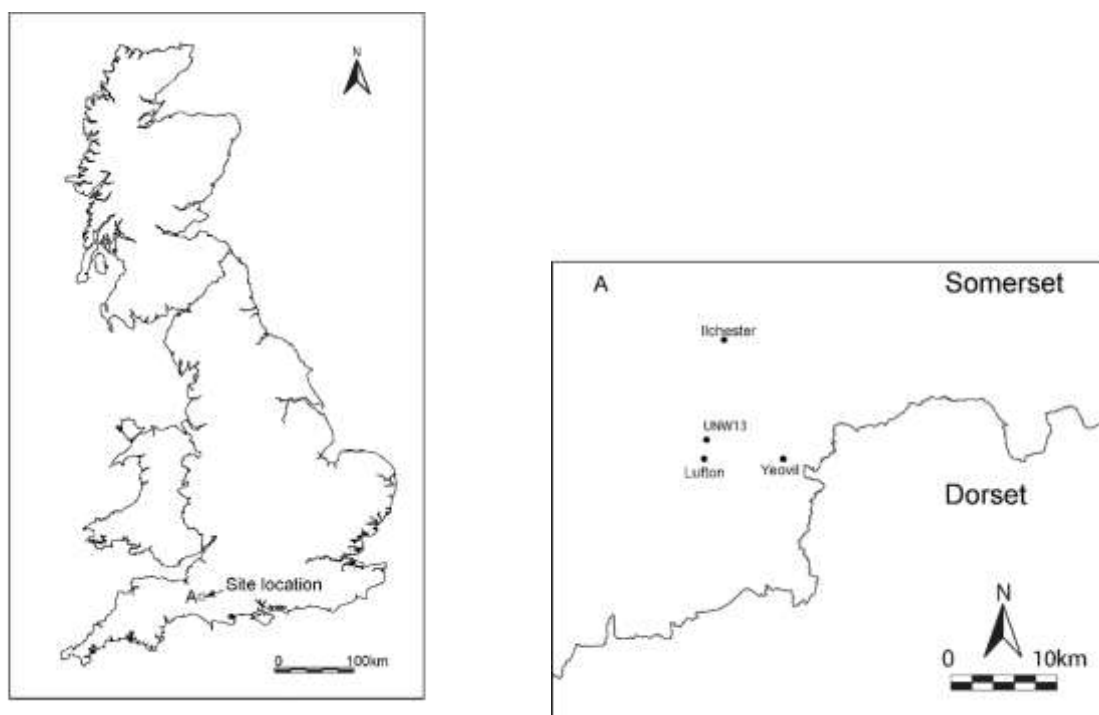 N
A
Site location
0 100km
A
Somerset
Ilchester
UNW13
Lufton
Yeovil
Dorset
N
0 10km